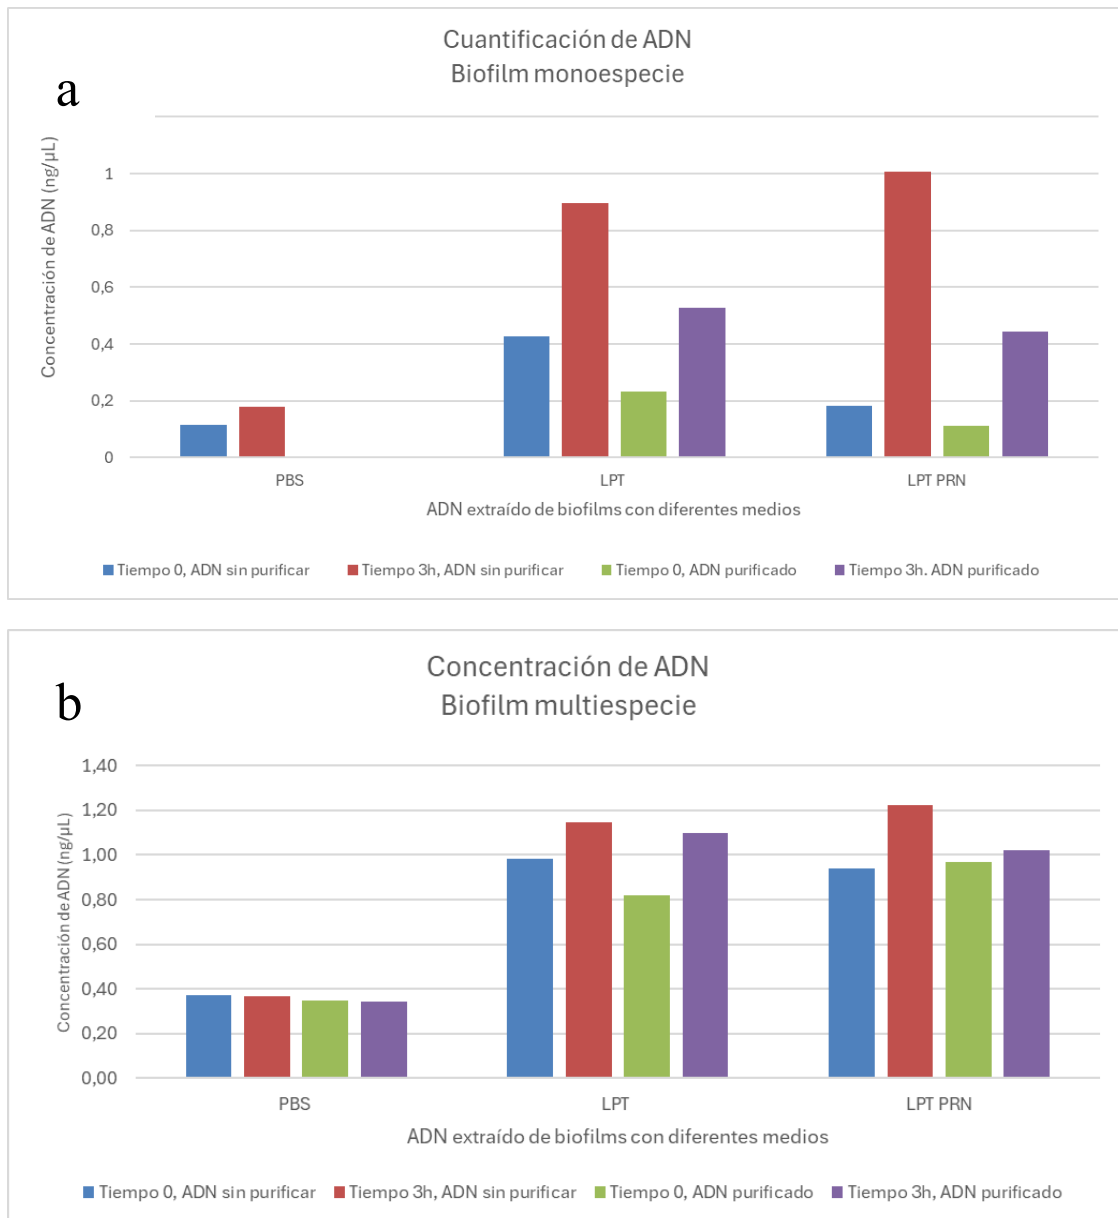 a
Cuantificación de ADN
Biofilm monoespecie
Concentración de ADN (ng/µL)
1
0,8
0,6
0,4
0,2
0
PBS LPT LPT PRN
ADN extraído de biofilms con diferentes medios
Tiempo 0, ADN sin purificar Tiempo 3h, ADN sin purificar Tiempo 0, ADN purificado Tiempo 3h. ADN purificado
b
Concentración de ADN
Biofilm multiespecie
Concentración de ADN (ng/µL)
1,40
1,20
1,00
0,80
0,60
0,40
0,20
0,00
PBS LPT LPT PRN
ADN extraído de biofilms con diferentes medios
Tiempo 0, ADN sin purificar Tiempo 3h, ADN sin purificar Tiempo 0, ADN purificado Tiempo 3h, ADN purificado